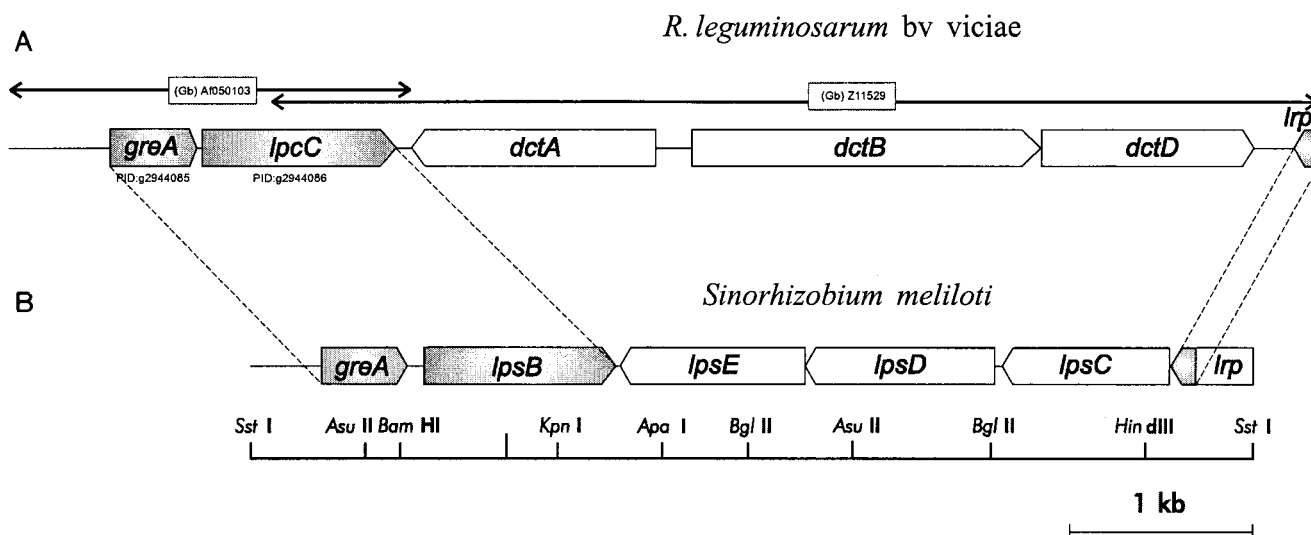 A
R. leguminosarum bv viciae
(Gb) Af050103
(Gb) Z11529
greA lpcC dctA dctB dctD lrp
PID:g2944085 PID:g2944086
B
Sinorhizobium meliloti
greA lpsB lpsE lpsD lpsC lrp
Sst I Asu II Bam HI Kpn I Apa I Bgl II Asu II Bgl II Hin dIII Sst I
1 kb